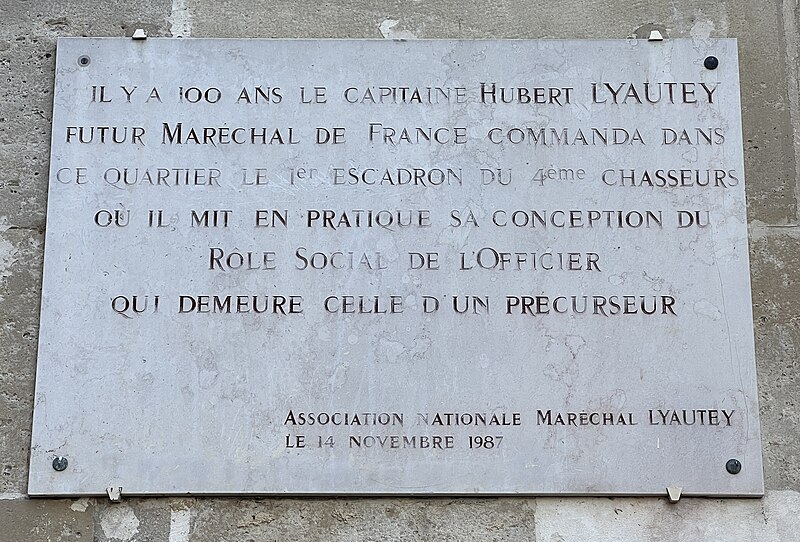 IL Y A 100 ANS LE CAPITAINE HUBERT LYAUTEY
FUTUR MARÉCHAL DE FRANCE COMMANDA DANS
CE QUARTIER LE 1er ESCADRON DU 4ème CHASSEURS
OÙ IL MIT EN PRATIQUE SA CONCEPTION DU
RÔLE SOCIAL DE L'OFFICIER
QUI DEMEURE CELLE D'UN PRÉCURSEUR
ASSOCIATION NATIONALE MARÉCHAL LYAUTEY
LE 14 NOVEMBRE 1987